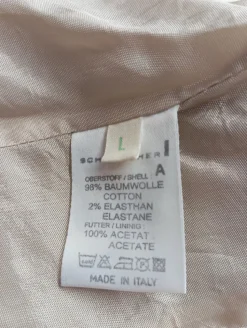 L
I
A
OBERSTOFF / SHELL :
98% BAUMWOLLE
COTTON
2% ELASTHAN
ELASTANE
FUTTER / LINING :
100% ACETAT
ACETATE
MADE IN ITALY